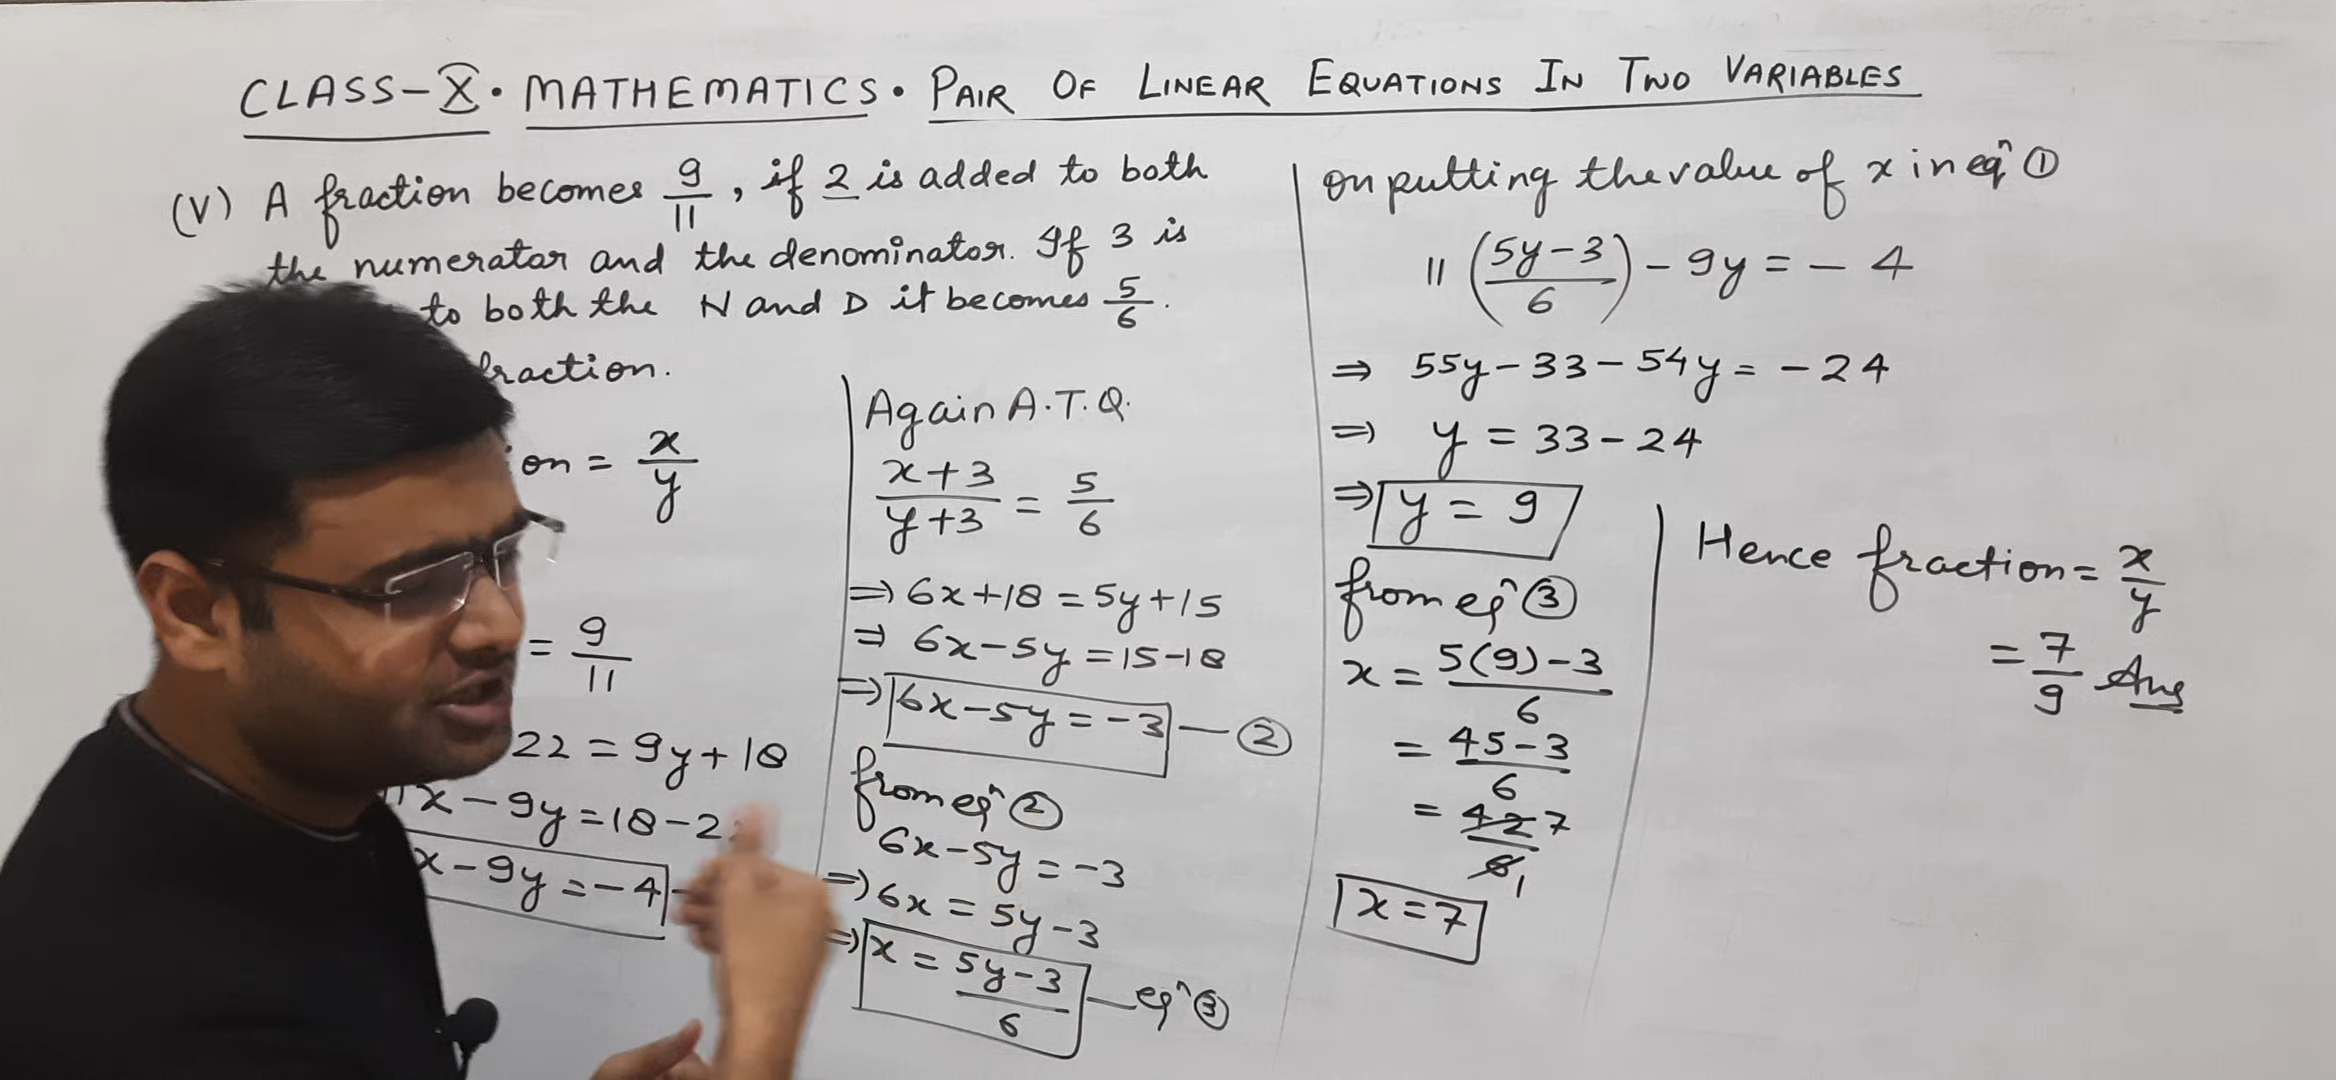 CLASS-X. MATHEMATICS. PAIR OF LINEAR EQUATIONS IN TWO VARIABLES
(V) A fraction becomes 9/11, if 2 is added to both
the numerator and the denominator. If 3 is
to both the N and D it becomes 5/6.
fraction.
on = x/y
= 9/11
22 = 9y+18
11x-9y=18-2
x-9y=-4
Again A.T.Q.
(x+3)/(y+3) = 5/6
⇒ 6x+18=5y+15
⇒ 6x-5y=15-18
⇒ 6x-5y=-3 — ②
from eqⁿ ②
6x-5y=-3
⇒ 6x=5y-3
⇒ x = (5y-3)/6 — eqⁿ ③
on putting the value of x in eqⁿ ①
11((5y-3)/6) - 9y = -4
⇒ 55y-33-54y=-24
⇒ y=33-24
⇒ y=9
from eqⁿ ③
x = (5(9)-3)/6
= (45-3)/6
= 42/6 7/1
x=7
Hence fraction = x/y
= 7/9 Ans